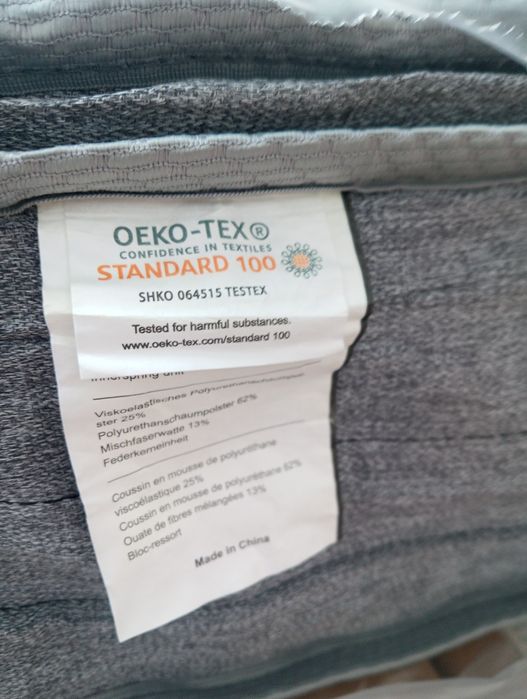 OEKO-TEX®
CONFIDENCE IN TEXTILES
STANDARD 100
SHKO 064515 TESTEX
Tested for harmful substances.
www.oeko-tex.com/standard 100
Innerspring unit
Viskoelastisches
ster 25%
Polyurethanschaumpolster 62%
Mischfaserwatte 13%
Federkerneinheit
Coussin en mousse de polyuréthane
viscoélastique 25%
Coussin en mousse de polyuréthane 62%
Ouate de fibres mélangées 13%
Bloc-ressort
Made in China